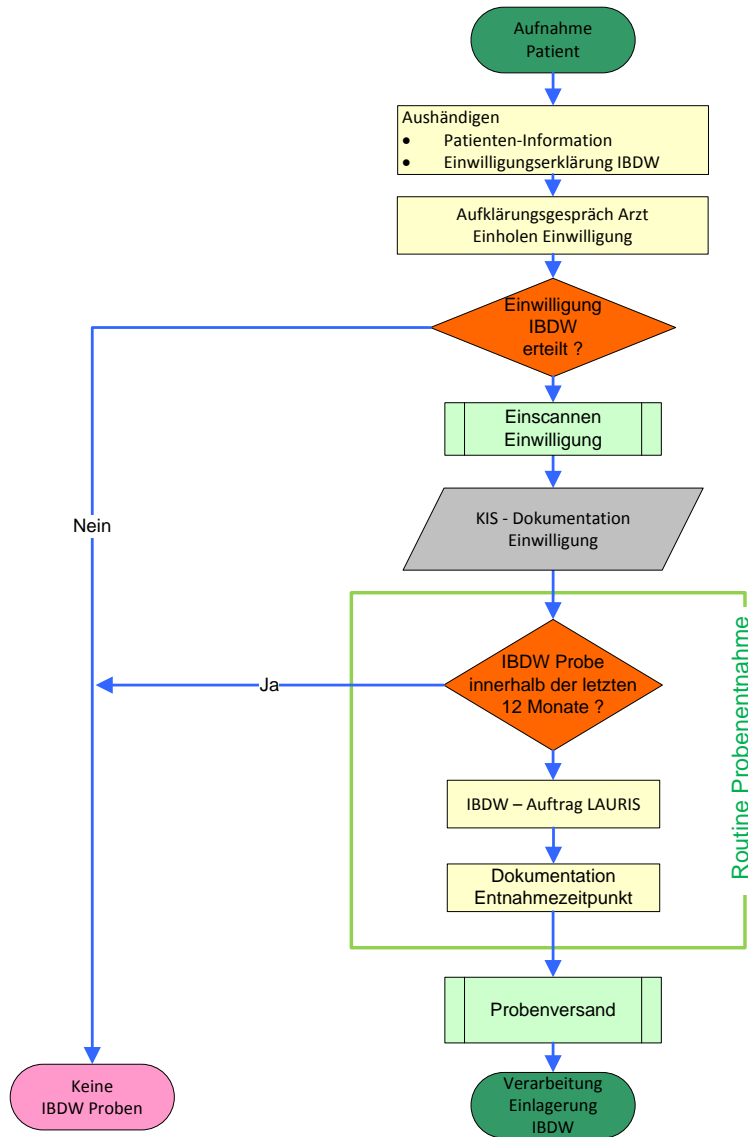 Aufnahme
Patient
Aushändigen
• Patienten-Information
• Einwilligungserklärung IBDW
Aufklärungsgespräch Arzt
Einholen Einwilligung
Einwilligung
IBDW
erteilt ?
Einscannen
Einwilligung
Nein
KIS - Dokumentation
Einwilligung
Routine Probenentnahme
IBDW Probe
innerhalb der letzten
12 Monate ?
Ja
IBDW – Auftrag LAURIS
Dokumentation
Entnahmezeitpunkt
Probenversand
Keine
IBDW Proben
Verarbeitung
Einlagerung
IBDW